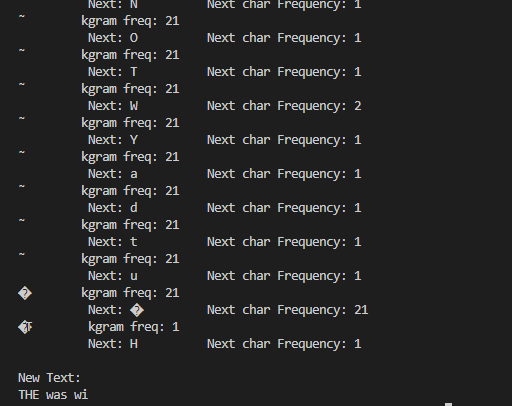 Next: N Next char Frequency: 1
~ kgram freq: 21
Next: O Next char Frequency: 1
~ kgram freq: 21
Next: T Next char Frequency: 1
~ kgram freq: 21
Next: W Next char Frequency: 2
~ kgram freq: 21
Next: Y Next char Frequency: 1
~ kgram freq: 21
Next: a Next char Frequency: 1
~ kgram freq: 21
Next: d Next char Frequency: 1
~ kgram freq: 21
Next: t Next char Frequency: 1
~ kgram freq: 21
Next: u Next char Frequency: 1
� kgram freq: 21
Next: � Next char Frequency: 21
� kgram freq: 1
Next: H Next char Frequency: 1
New Text:
THE was wi